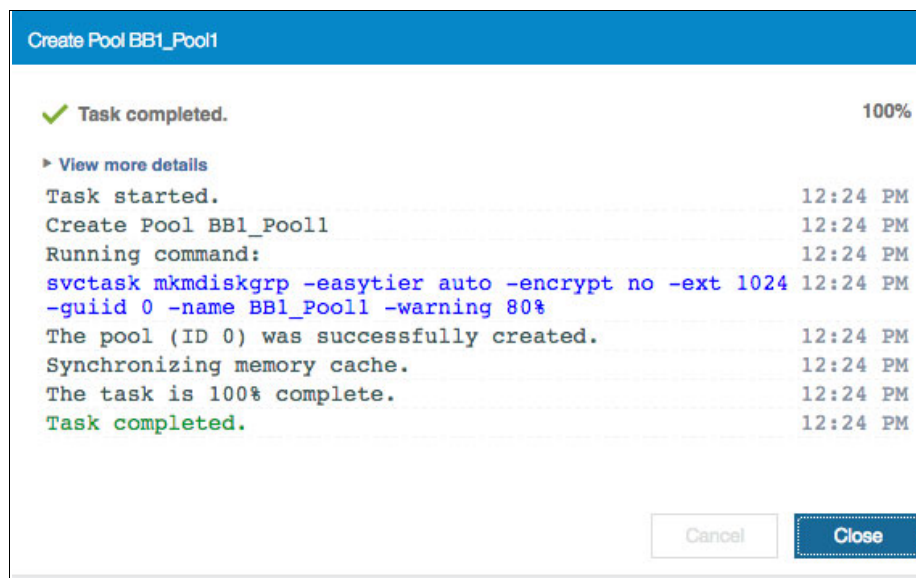 Create Pool BB1_Pool1
Task completed. 100%
View more details
Task started. 12:24 PM
Create Pool BB1_Pool1 12:24 PM
Running command: 12:24 PM
svctask mkmdiskgrp -easytier auto -encrypt no -ext 1024 12:24 PM
-guiid 0 -name BB1_Pool1 -warning 80%
The pool (ID 0) was successfully created. 12:24 PM
Synchronizing memory cache. 12:24 PM
The task is 100% complete. 12:24 PM
Task completed. 12:24 PM
Cancel Close